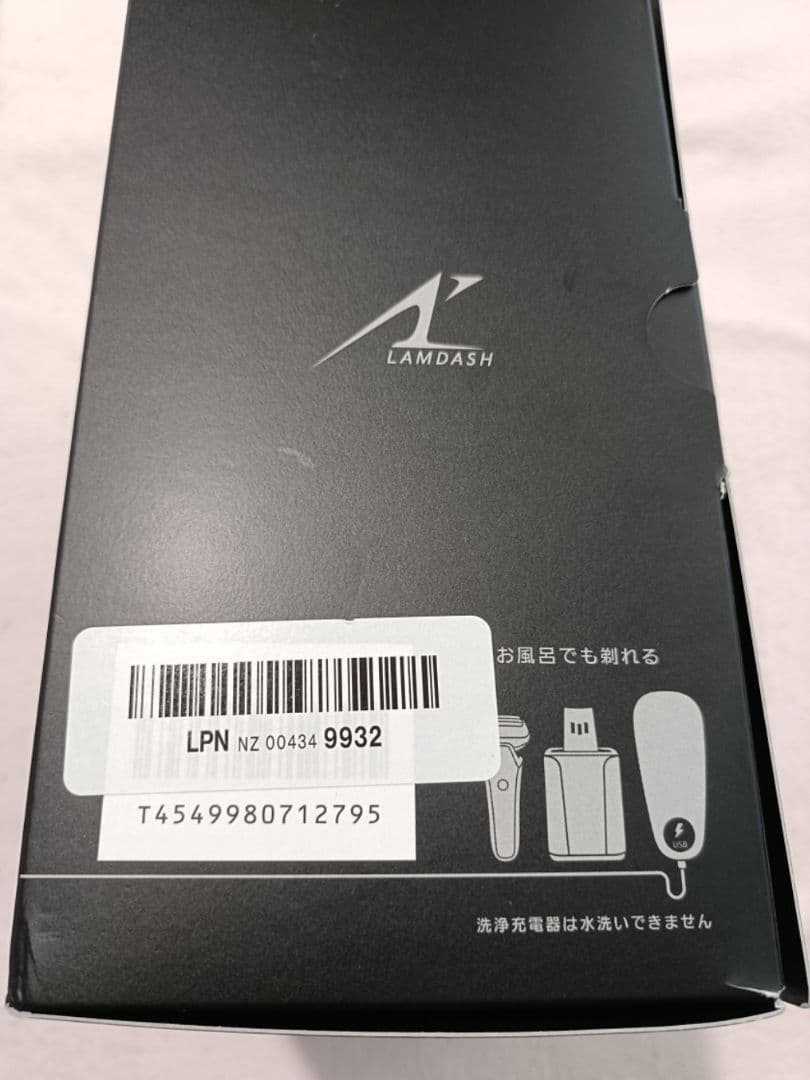 LAMDASH
お風呂でも剃れる
LPN NZ 00434 9932
T4549980712795
USB
洗浄充電器は水洗いできません